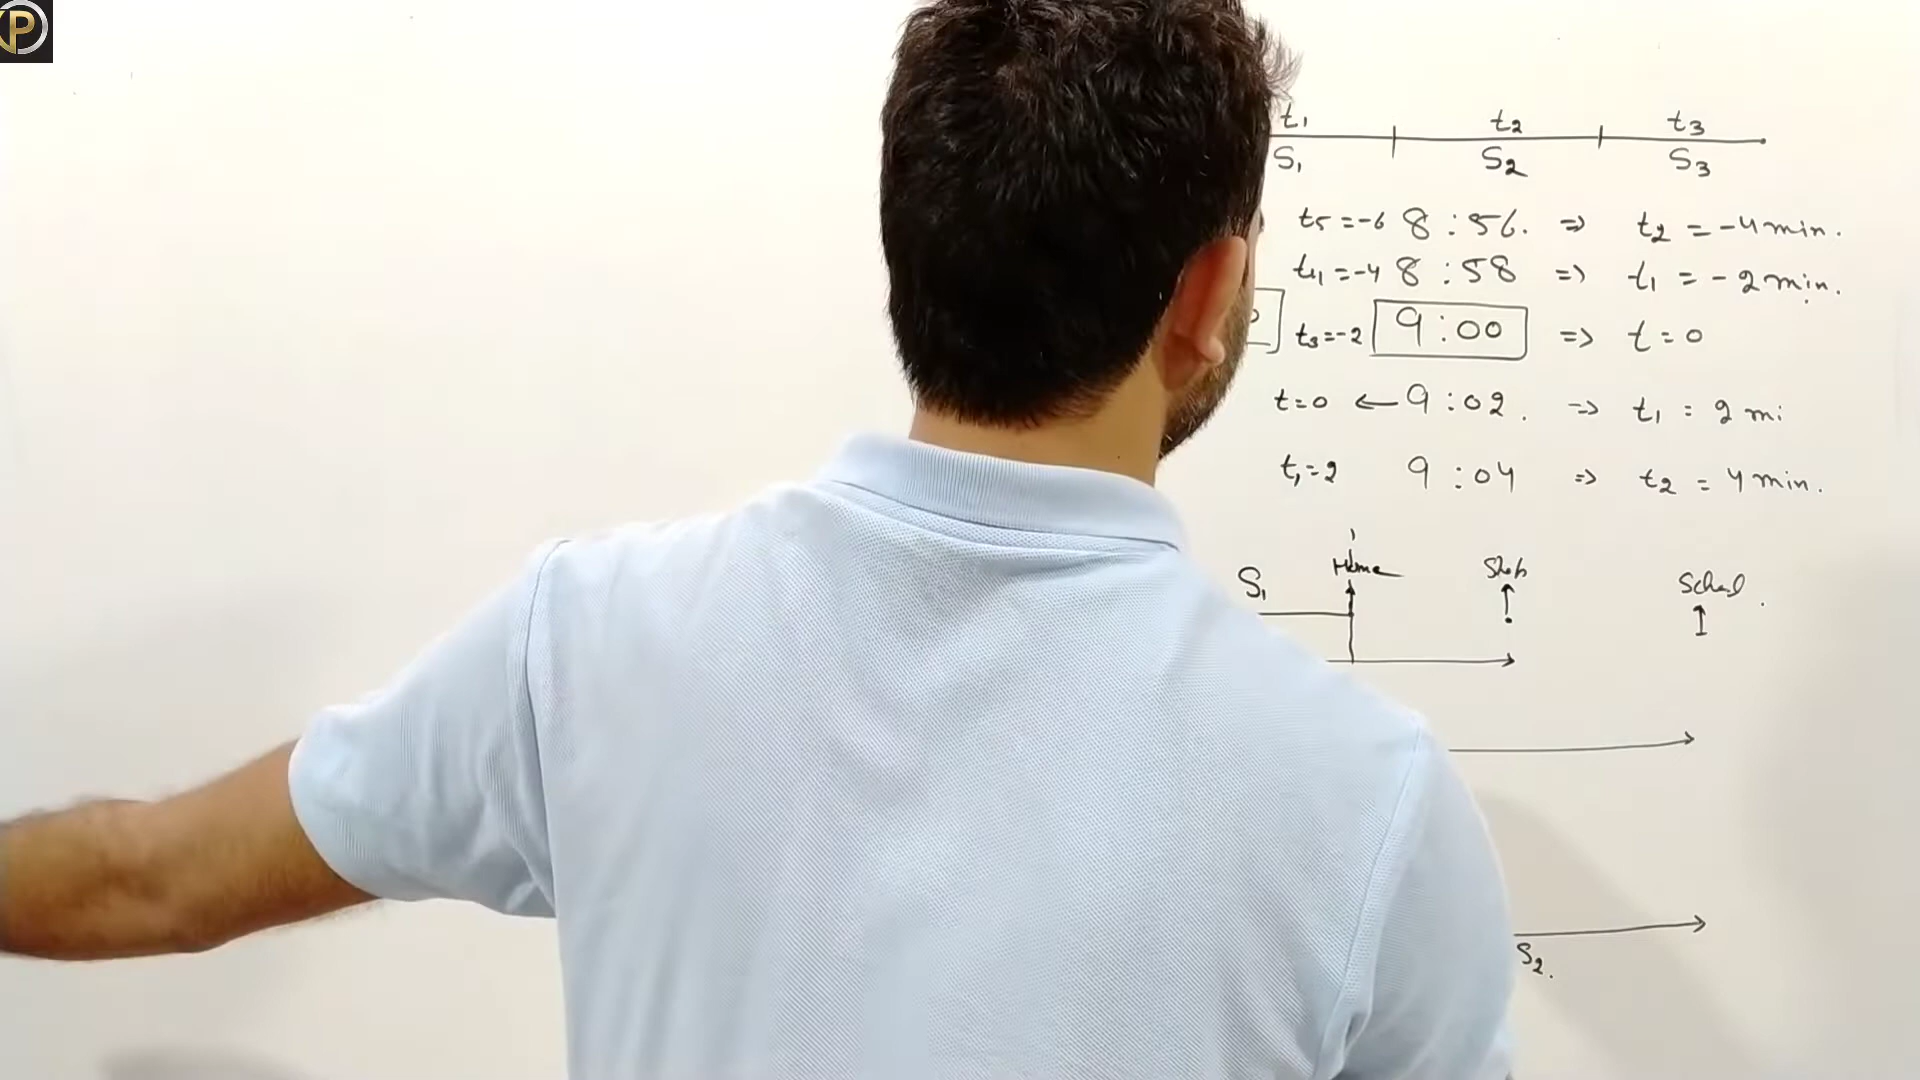 P
t₁ t₂ t₃
S₁ S₂ S₃
t5 = -6 8 : 56. => t₂ = -4 min.
t4 = -4 8 : 58 => t₁ = - 2 min.
t3 = -2 9 : 00 => t = 0
t = 0 ← 9 : 02 . => t₁ = 2 mi
t₁ = 2 9 : 04 => t₂ = 4 min.
S₁ Home Shop School .
S₂.